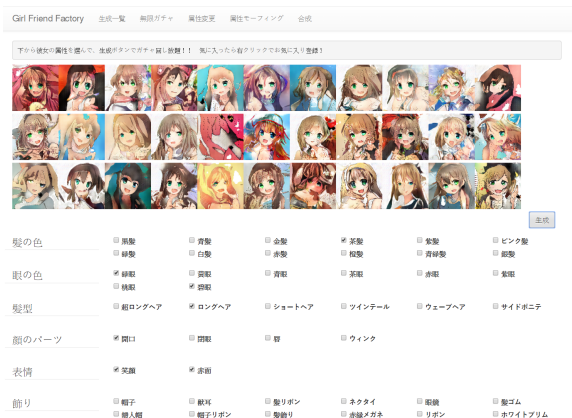 Girl Friend Factory 生成一覧 無限ガチャ 属性変更 属性モーフィング 合成
下から彼女の属性を選んで、生成ボタンでガチャ回し放題！！ 気に入ったら右クリックでお気に入り登録！
生成
髪の色 黒髪 青髪 金髪 茶髪 紫髪 ピンク髪
緑髪 白髪 赤髪 橙髪 青緑髪 銀髪
眼の色 緑眼 青眼 茶眼 赤眼 紫眼
桃眼 碧眼
髪型 超ロングヘア ロングヘア ショートヘア ツインテール ウェーブヘア サイドポニテ
顔のパーツ 開口 閉眼 唇 ウィンク
表情 笑顔 赤面
飾り 帽子 獣耳 髪リボン ネクタイ 眼鏡 髪ゴム
帽子リボン 髪飾り 赤縁メガネ リボン ホワイトプリム